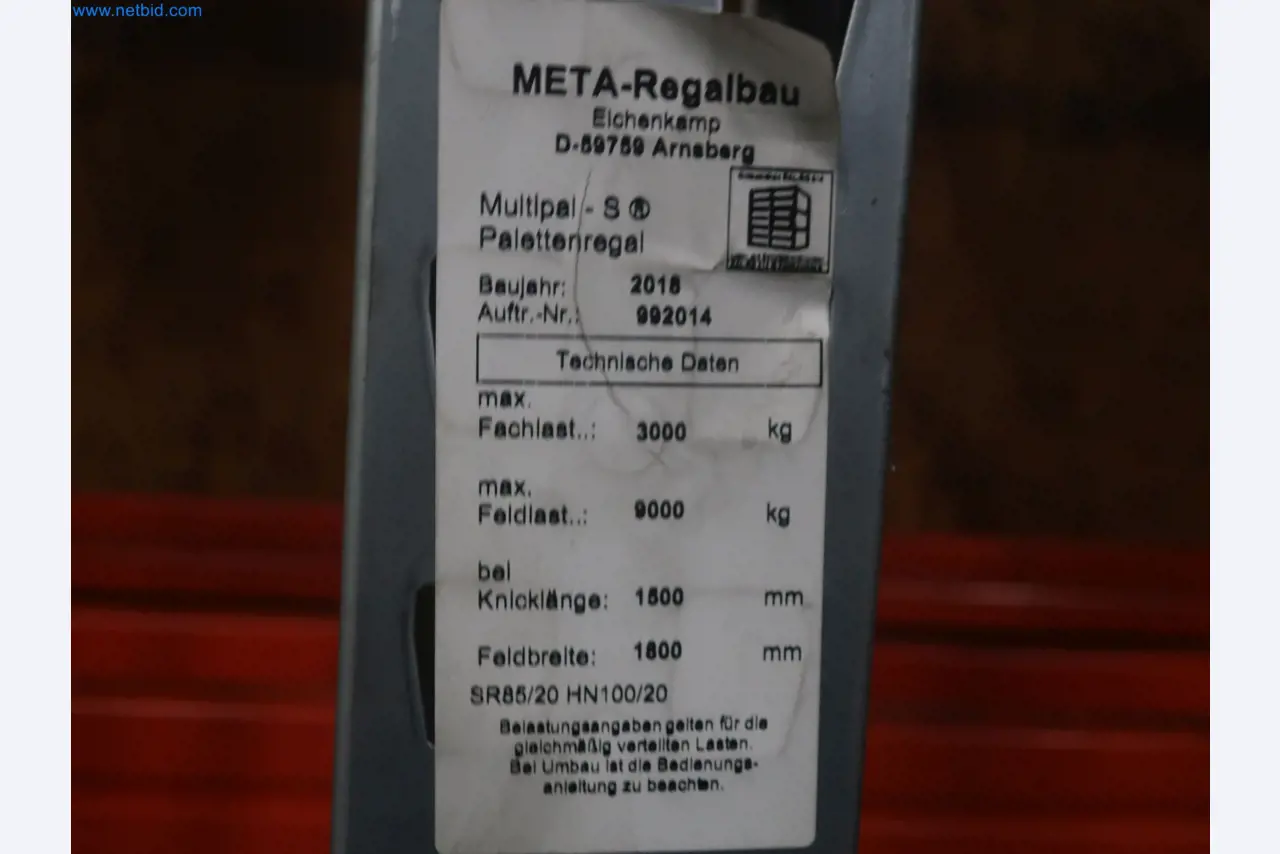 www.netbid.com
META-Regalbau
Eichenkamp
D-59759 Arnsberg
Multipal - S ®
Palettenregal
Baujahr: 2018
Auftr.-Nr.: 992014
Technische Daten
max.
Fachlast..: 3000 kg
max.
Feldlast..: 9000 kg
bei
Knicklänge: 1500 mm
Feldbreite: 1800 mm
SR85/20 HN100/20
Belastungsangaben gelten für die
gleichmäßig verteilten Lasten.
Bei Umbau ist die Bedienungs-
anleitung zu beachten.